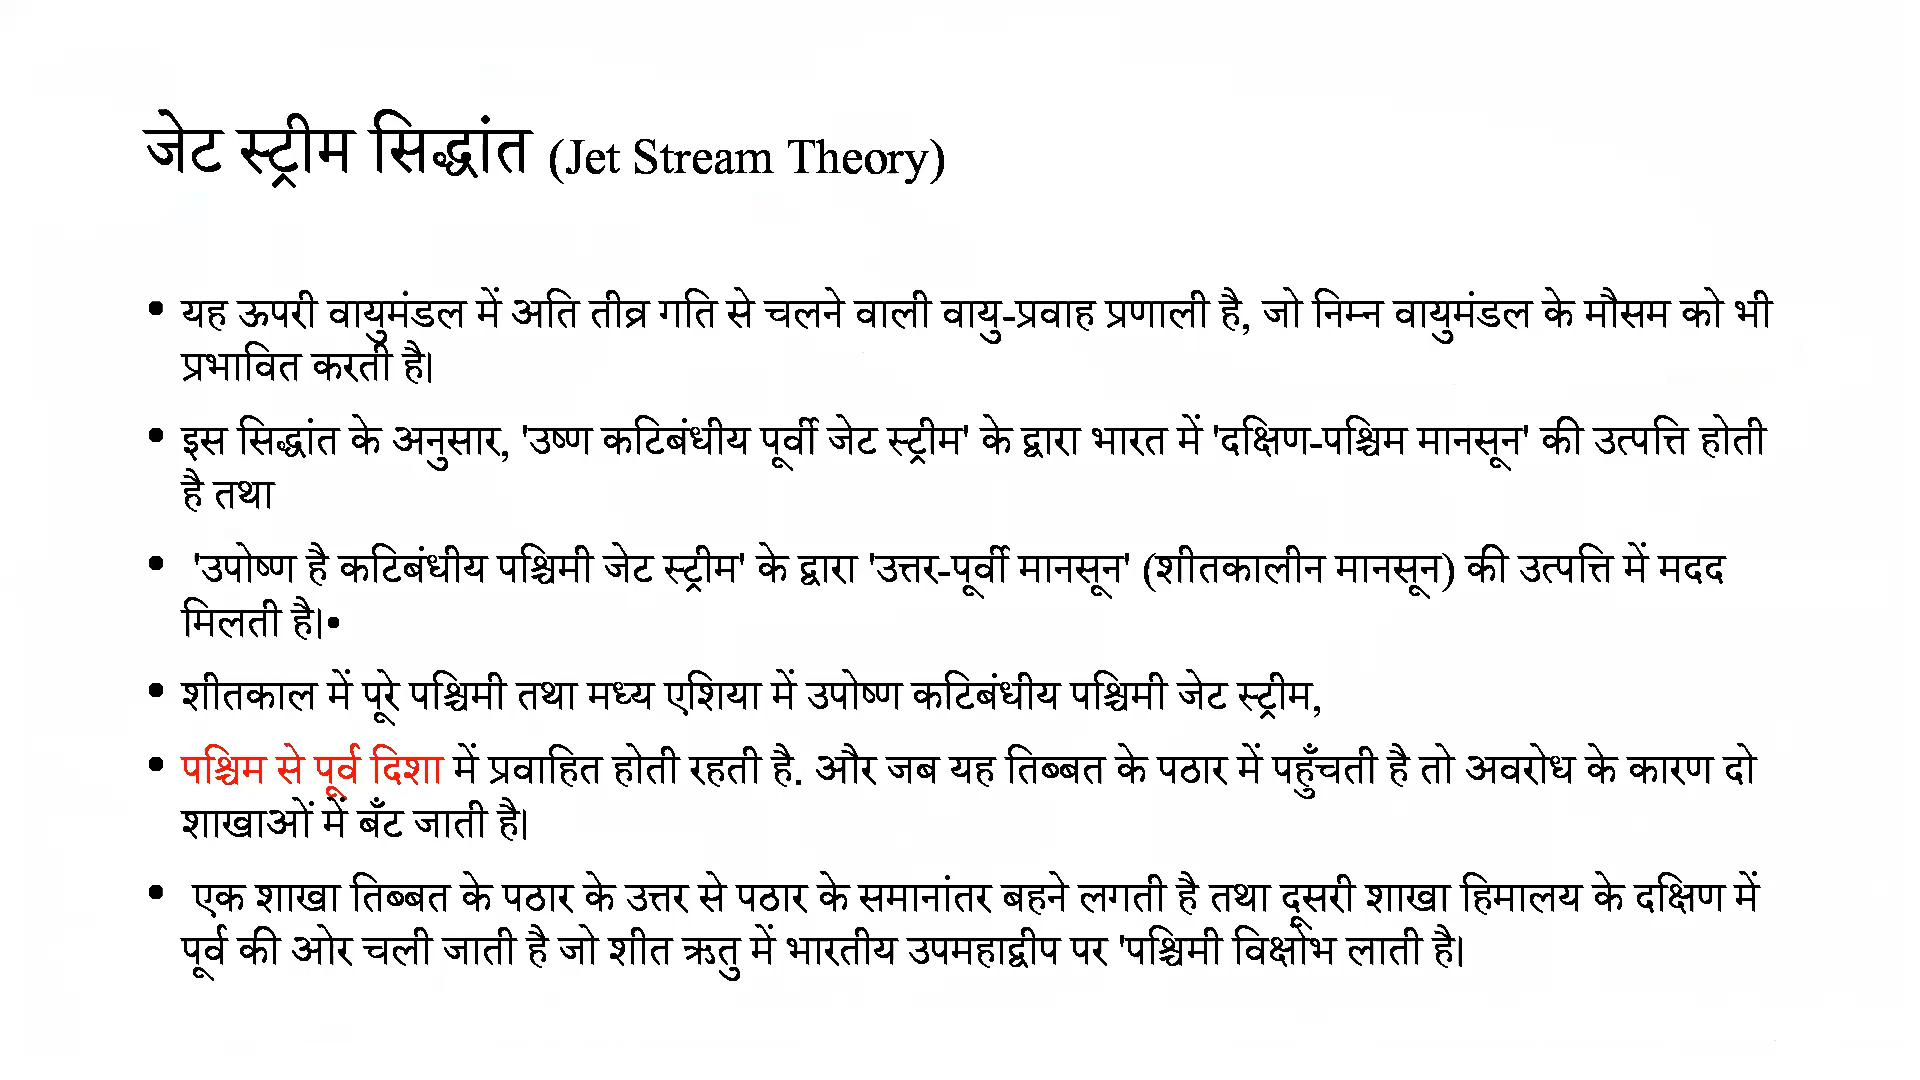 जेट स्ट्रीम सिद्धांत (Jet Stream Theory)
• यह ऊपरी वायुमंडल में अति तीव्र गति से चलने वाली वायु-प्रवाह प्रणाली है, जो निम्न वायुमंडल के मौसम को भी
प्रभावित करती है।
• इस सिद्धांत के अनुसार, 'उष्ण कटिबंधीय पूर्वी जेट स्ट्रीम' के द्वारा भारत में 'दक्षिण-पश्चिम मानसून' की उत्पत्ति होती
है तथा
• 'उपोष्ण है कटिबंधीय पश्चिमी जेट स्ट्रीम' के द्वारा 'उत्तर-पूर्वी मानसून' (शीतकालीन मानसून) की उत्पत्ति में मदद
मिलती है।•
• शीतकाल में पूरे पश्चिमी तथा मध्य एशिया में उपोष्ण कटिबंधीय पश्चिमी जेट स्ट्रीम,
• पश्चिम से पूर्व दिशा में प्रवाहित होती रहती है. और जब यह तिब्बत के पठार में पहुँचती है तो अवरोध के कारण दो
शाखाओं में बँट जाती है।
• एक शाखा तिब्बत के पठार के उत्तर से पठार के समानांतर बहने लगती है तथा दूसरी शाखा हिमालय के दक्षिण में
पूर्व की ओर चली जाती है जो शीत ऋतु में भारतीय उपमहाद्वीप पर 'पश्चिमी विक्षोभ लाती है।